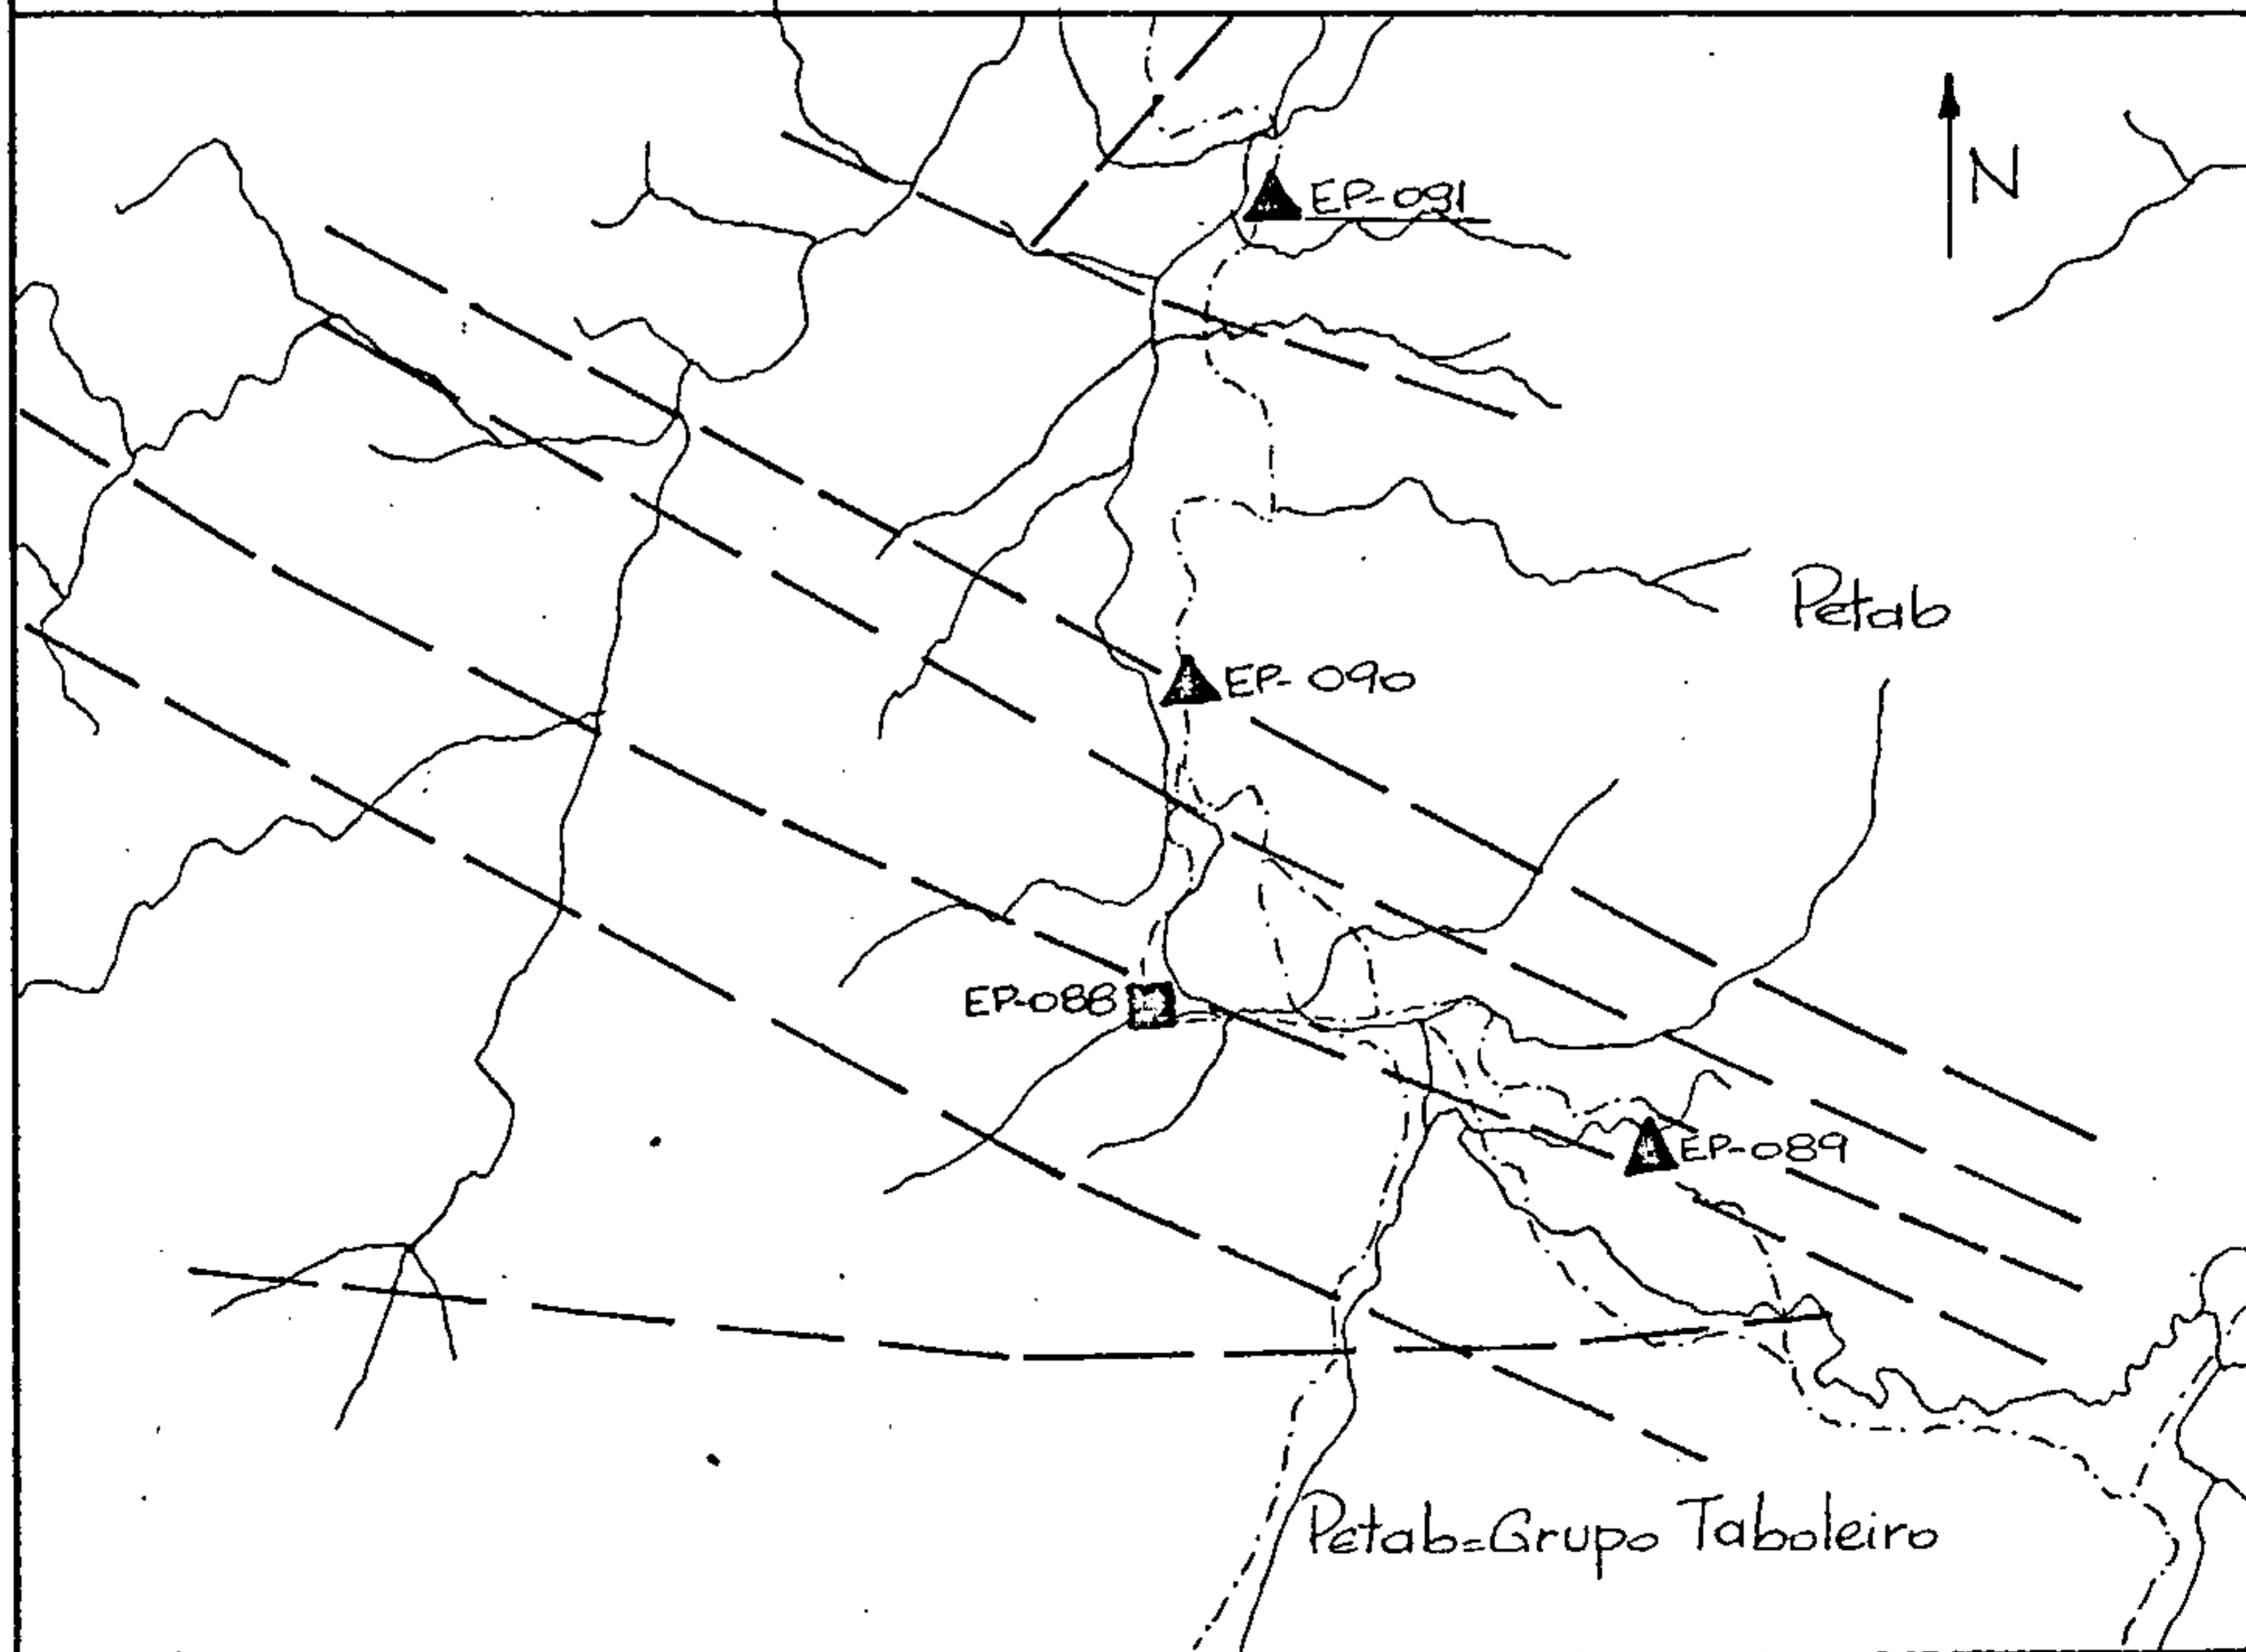 N
EP-091
Petab
EP-090
EP-088
EP-089
Petab=Grupo Taboleiro